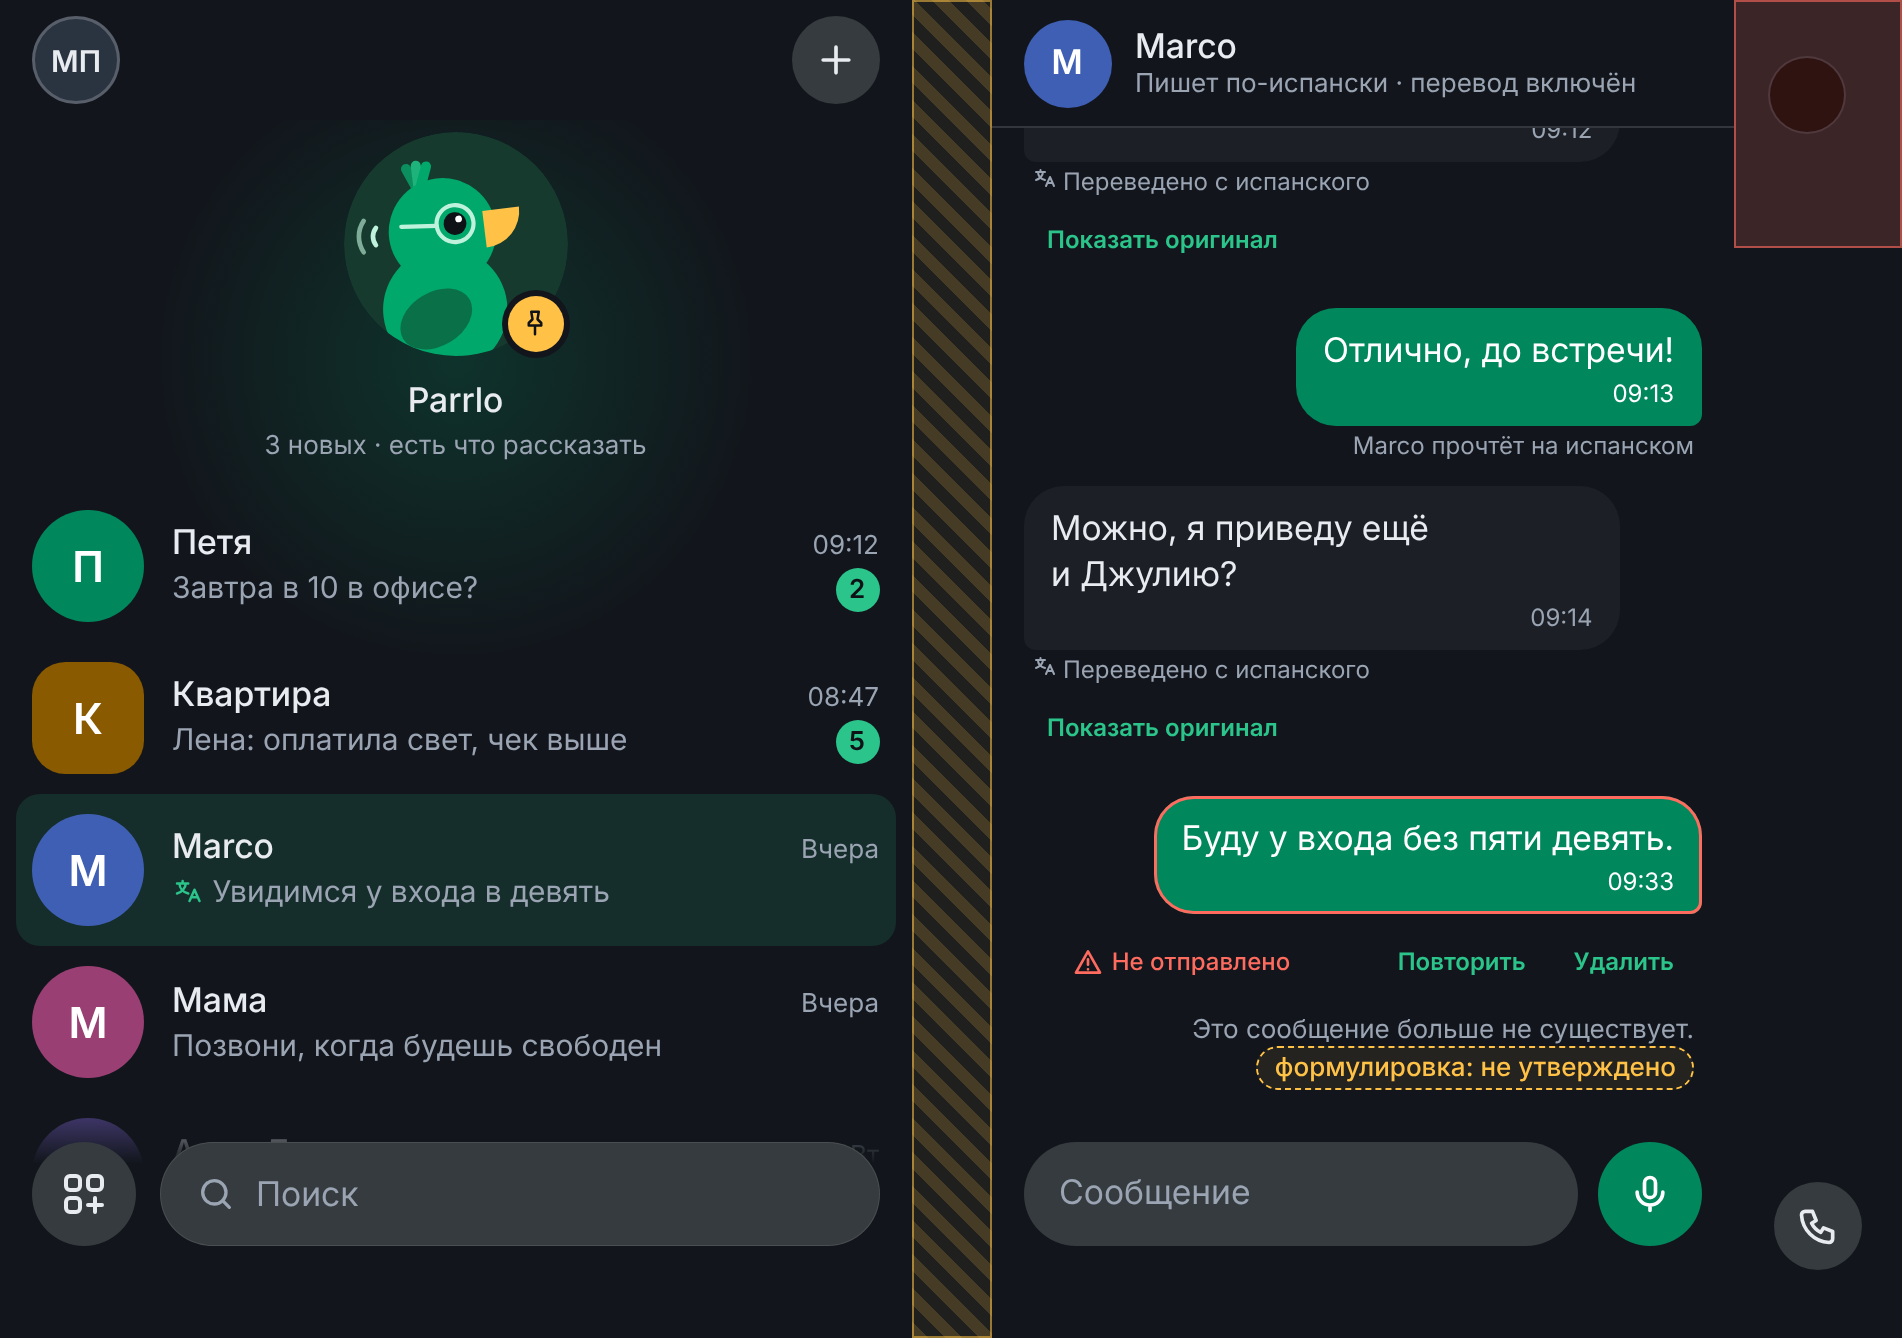 МП
Parrlo
3 новых · есть что рассказать
П
Петя
09:12
Завтра в 10 в офисе?
2
К
Квартира
08:47
Лена: оплатила свет, чек выше
5
М
Marco
Вчера
Увидимся у входа в девять
М
Мама
Вчера
Позвони, когда будешь свободен
Поиск
M
Marco
Пишет по-испански · перевод включён
09:12
Переведено с испанского
Показать оригинал
Отлично, до встречи!
09:13
Marco прочтёт на испанском
Можно, я приведу ещё
и Джулию?
09:14
Переведено с испанского
Показать оригинал
Буду у входа без пяти девять.
09:33
Не отправлено
Повторить
Удалить
Это сообщение больше не существует.
формулировка: не утверждено
Сообщение